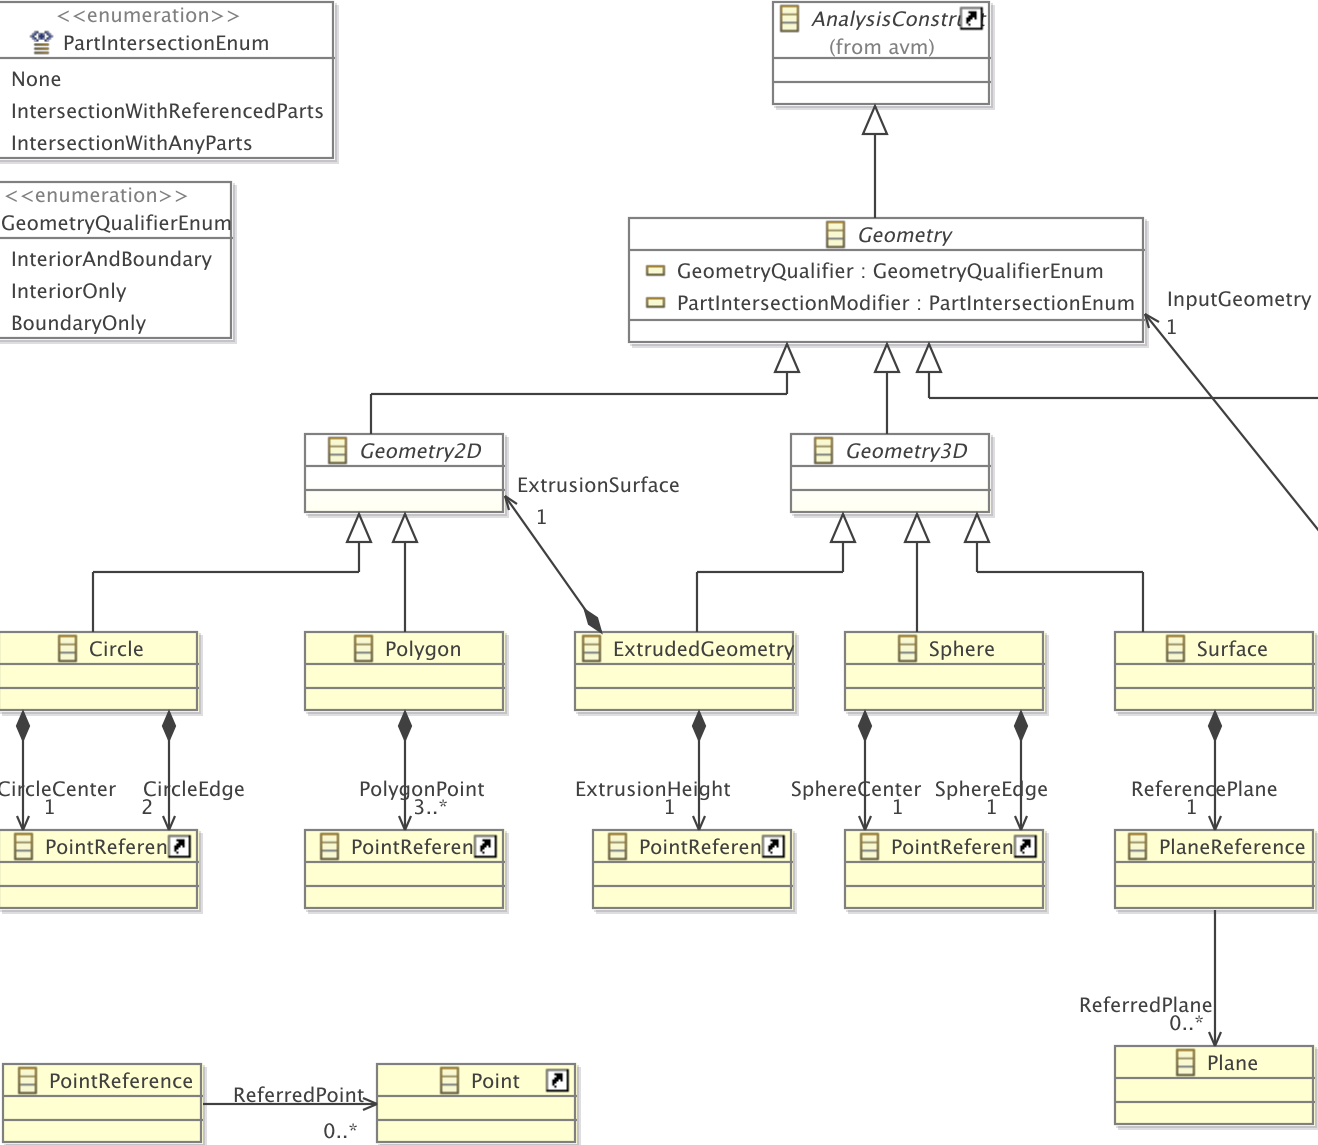 <<enumeration>>
PartIntersectionEnum
None
IntersectionWithReferencedParts
IntersectionWithAnyParts
<<enumeration>>
GeometryQualifierEnum
InteriorAndBoundary
InteriorOnly
BoundaryOnly
AnalysisConstru
(from avm)
Geometry
GeometryQualifier : GeometryQualifierEnum
PartIntersectionModifier : PartIntersectionEnum
InputGeometry
1
Geometry2D
Geometry3D
ExtrusionSurface
1
Circle
Polygon
ExtrudedGeometry
Sphere
Surface
CircleCenter
1
CircleEdge
2
PolygonPoint
3..*
ExtrusionHeight
1
SphereCenter
1
SphereEdge
1
ReferencePlane
1
PointReferen
PointReferen
PointReferen
PointReferen
PlaneReference
ReferredPlane
0..*
Plane
PointReference
ReferredPoint
0..*
Point